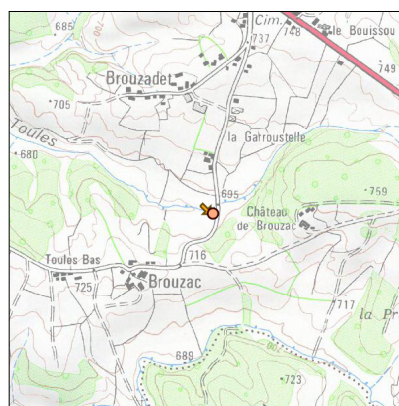 685
700
Cim.
737
748
le Bouissou
749
Brouzadet
705
la Garroustelle
Toules
680
695
759
Château
de Brouzac
Toules Bas
716
725
Brouzac
717
la Pr
689
723